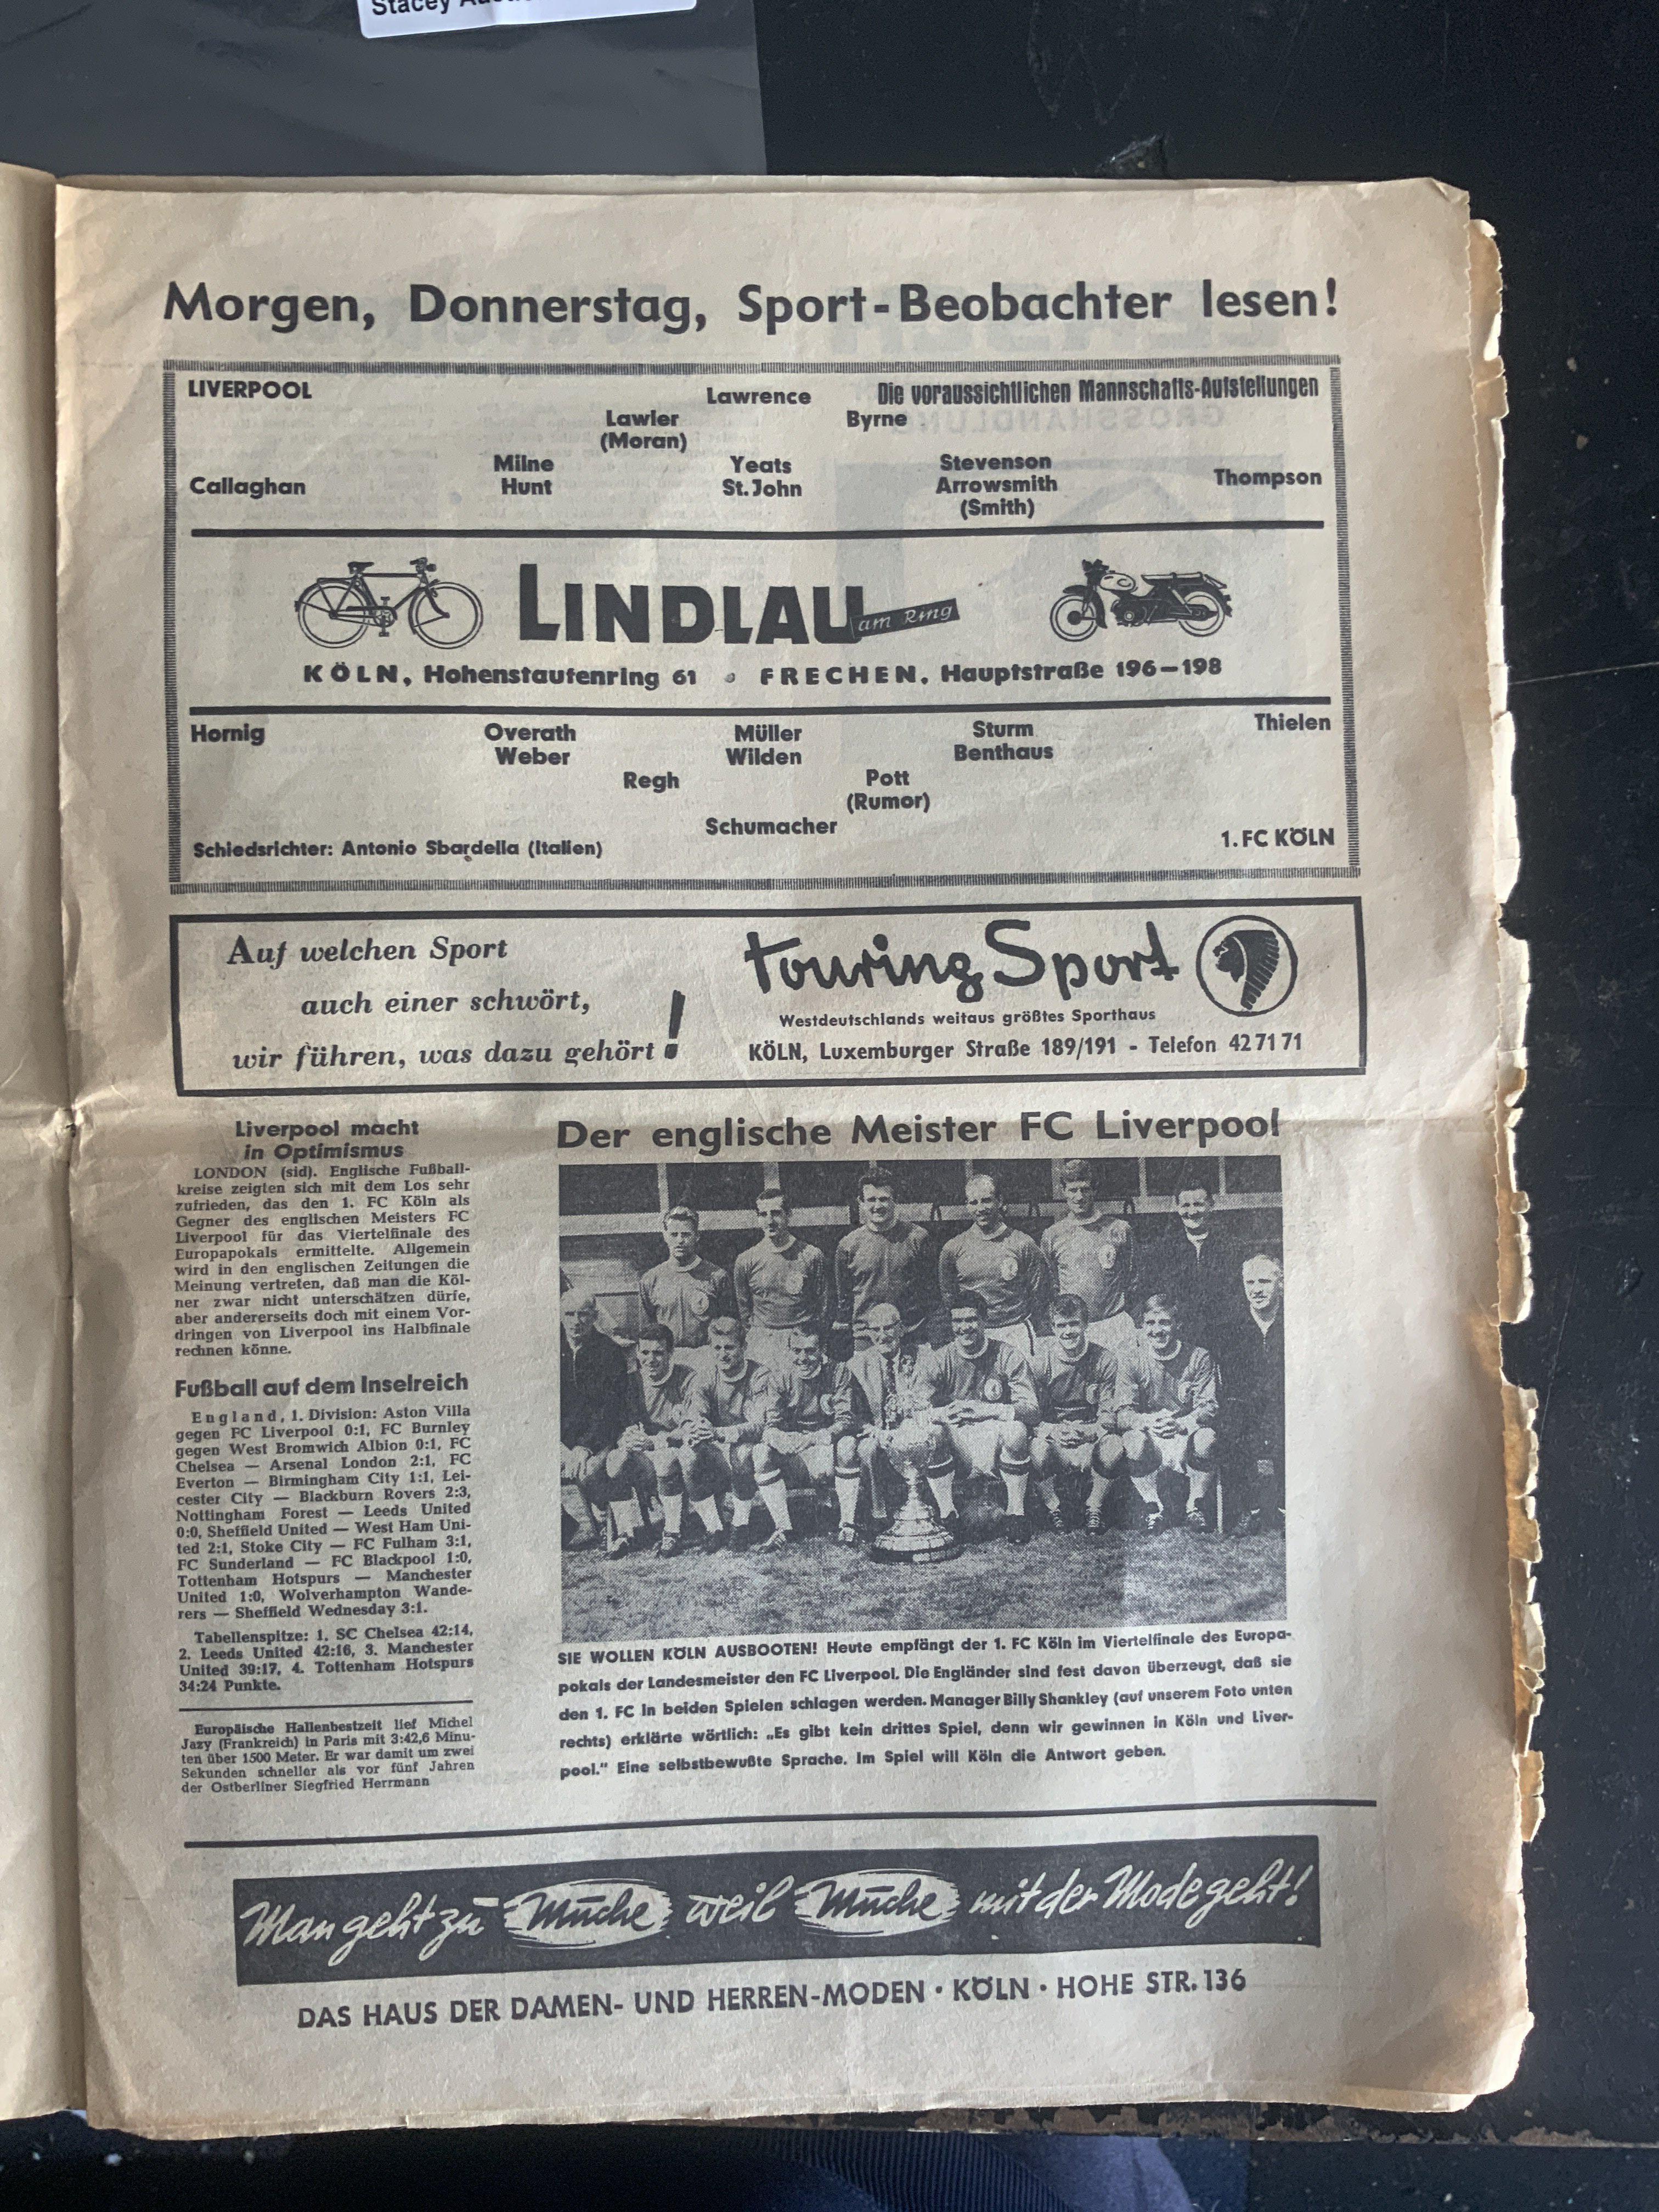 Stacey
Morgen, Donnerstag, Sport-Beobachter lesen!
LIVERPOOL Lawrence Die voraussichtlichen Mannschafts-Aufstellungen
Lawler Byrne
(Moran)
Milne Yeats Stevenson
Callaghan Hunt St. John Arrowsmith Thompson
(Smith)
LINDLAU am Ring
KÖLN, Hohenstaufenring 61 • FRECHEN, Hauptstraße 196–198
Hornig Overath Müller Sturm Thielen
Weber Wilden Benthaus
Regh Pott
(Rumor)
Schumacher
Schiedsrichter: Antonio Sbardella (Italien) 1. FC KÖLN
Auf welchen Sport
auch einer schwört,
wir führen, was dazu gehört!
Touring Sport
Westdeutschlands weitaus größtes Sporthaus
KÖLN, Luxemburger Straße 189/191 - Telefon 42 71 71
Liverpool macht
in Optimismus
LONDON (sid). Englische Fußball-
kreise zeigten sich mit dem Los sehr
zufrieden, das den 1. FC Köln als
Gegner des englischen Meisters FC
Liverpool für das Viertelfinale des
Europapokals ermittelte. Allgemein
wird in den englischen Zeitungen die
Meinung vertreten, daß man die Köl-
ner zwar nicht unterschätzen dürfe,
aber andererseits doch mit einem Vor-
dringen von Liverpool ins Halbfinale
rechnen könne.
Fußball auf dem Inselreich
England, 1. Division: Aston Villa
gegen FC Liverpool 0:1, FC Burnley
gegen West Bromwich Albion 0:1, FC
Chelsea — Arsenal London 2:1, FC
Everton — Birmingham City 1:1, Lei-
cester City — Blackburn Rovers 2:3,
Nottingham Forest — Leeds United
0:0, Sheffield United — West Ham Uni-
ted 2:1, Stoke City — FC Fulham 3:1,
FC Sunderland — FC Blackpool 1:0,
Tottenham Hotspurs — Manchester
United 1:0, Wolverhampton Wande-
rers — Sheffield Wednesday 3:1.
Tabellenspitze: 1. SC Chelsea 42:14,
2. Leeds United 42:16, 3. Manchester
United 39:17, 4. Tottenham Hotspurs
34:24 Punkte.
Europäische Hallenbestzeit lief Michel
Jazy (Frankreich) in Paris mit 3:42,6 Minu-
ten über 1500 Meter. Er war damit um zwei
Sekunden schneller als vor fünf Jahren
der Ostberliner Siegfried Herrmann
Der englische Meister FC Liverpool
SIE WOLLEN KÖLN AUSBOOTEN! Heute empfängt der 1. FC Köln im Viertelfinale des Europa-
pokals der Landesmeister den FC Liverpool. Die Engländer sind fest davon überzeugt, daß sie
den 1. FC in beiden Spielen schlagen werden. Manager Billy Shankley (auf unserem Foto unten
rechts) erklärte wörtlich: „Es gibt kein drittes Spiel, denn wir gewinnen in Köln und Liver-
pool." Eine selbstbewußte Sprache. Im Spiel will Köln die Antwort geben.
Man geht zu Müche weil Müche mit der Mode geht!
DAS HAUS DER DAMEN- UND HERREN-MODEN • KÖLN • HOHE STR. 136